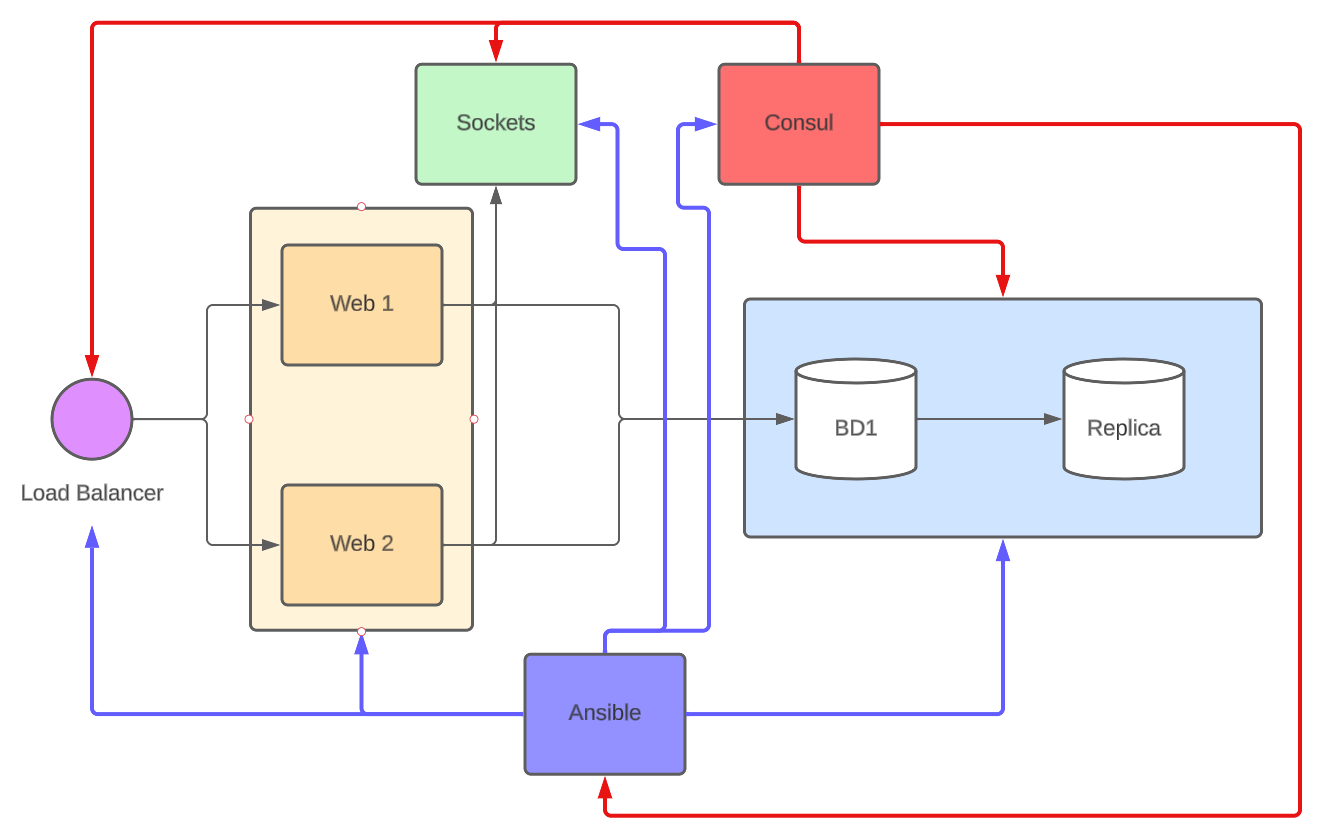 Sockets
Consul
Web 1
Load Balancer
Web 2
BD1
Replica
Ansible